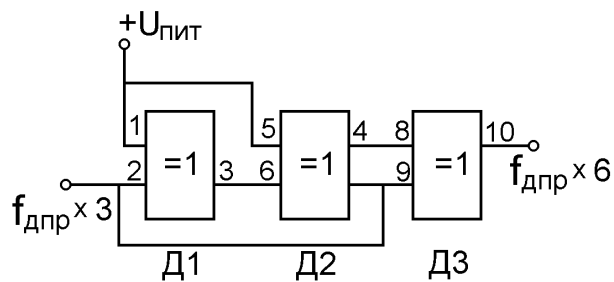 +Uпит
1 5 4 8 10
=1 =1 =1
2 3 6 9
fдпр х 3 fдпр х 6
Д1 Д2 Д3